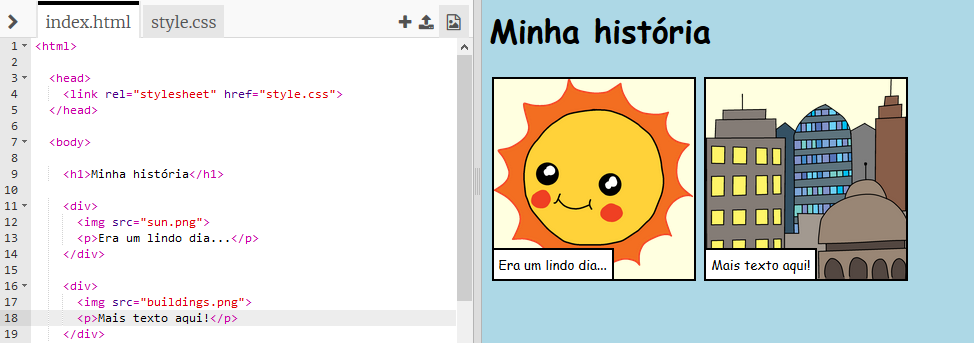 index.html style.css
1 <html>
2
3 <head>
4 <link rel="stylesheet" href="style.css">
5 </head>
6
7 <body>
8
9 <h1>Minha história</h1>
10
11 <div>
12 <img src="sun.png">
13 <p>Era um lindo dia...</p>
14 </div>
15
16 <div>
17 <img src="buildings.png">
18 <p>Mais texto aqui!</p>
19 </div>
Minha história
Era um lindo dia...
Mais texto aqui!